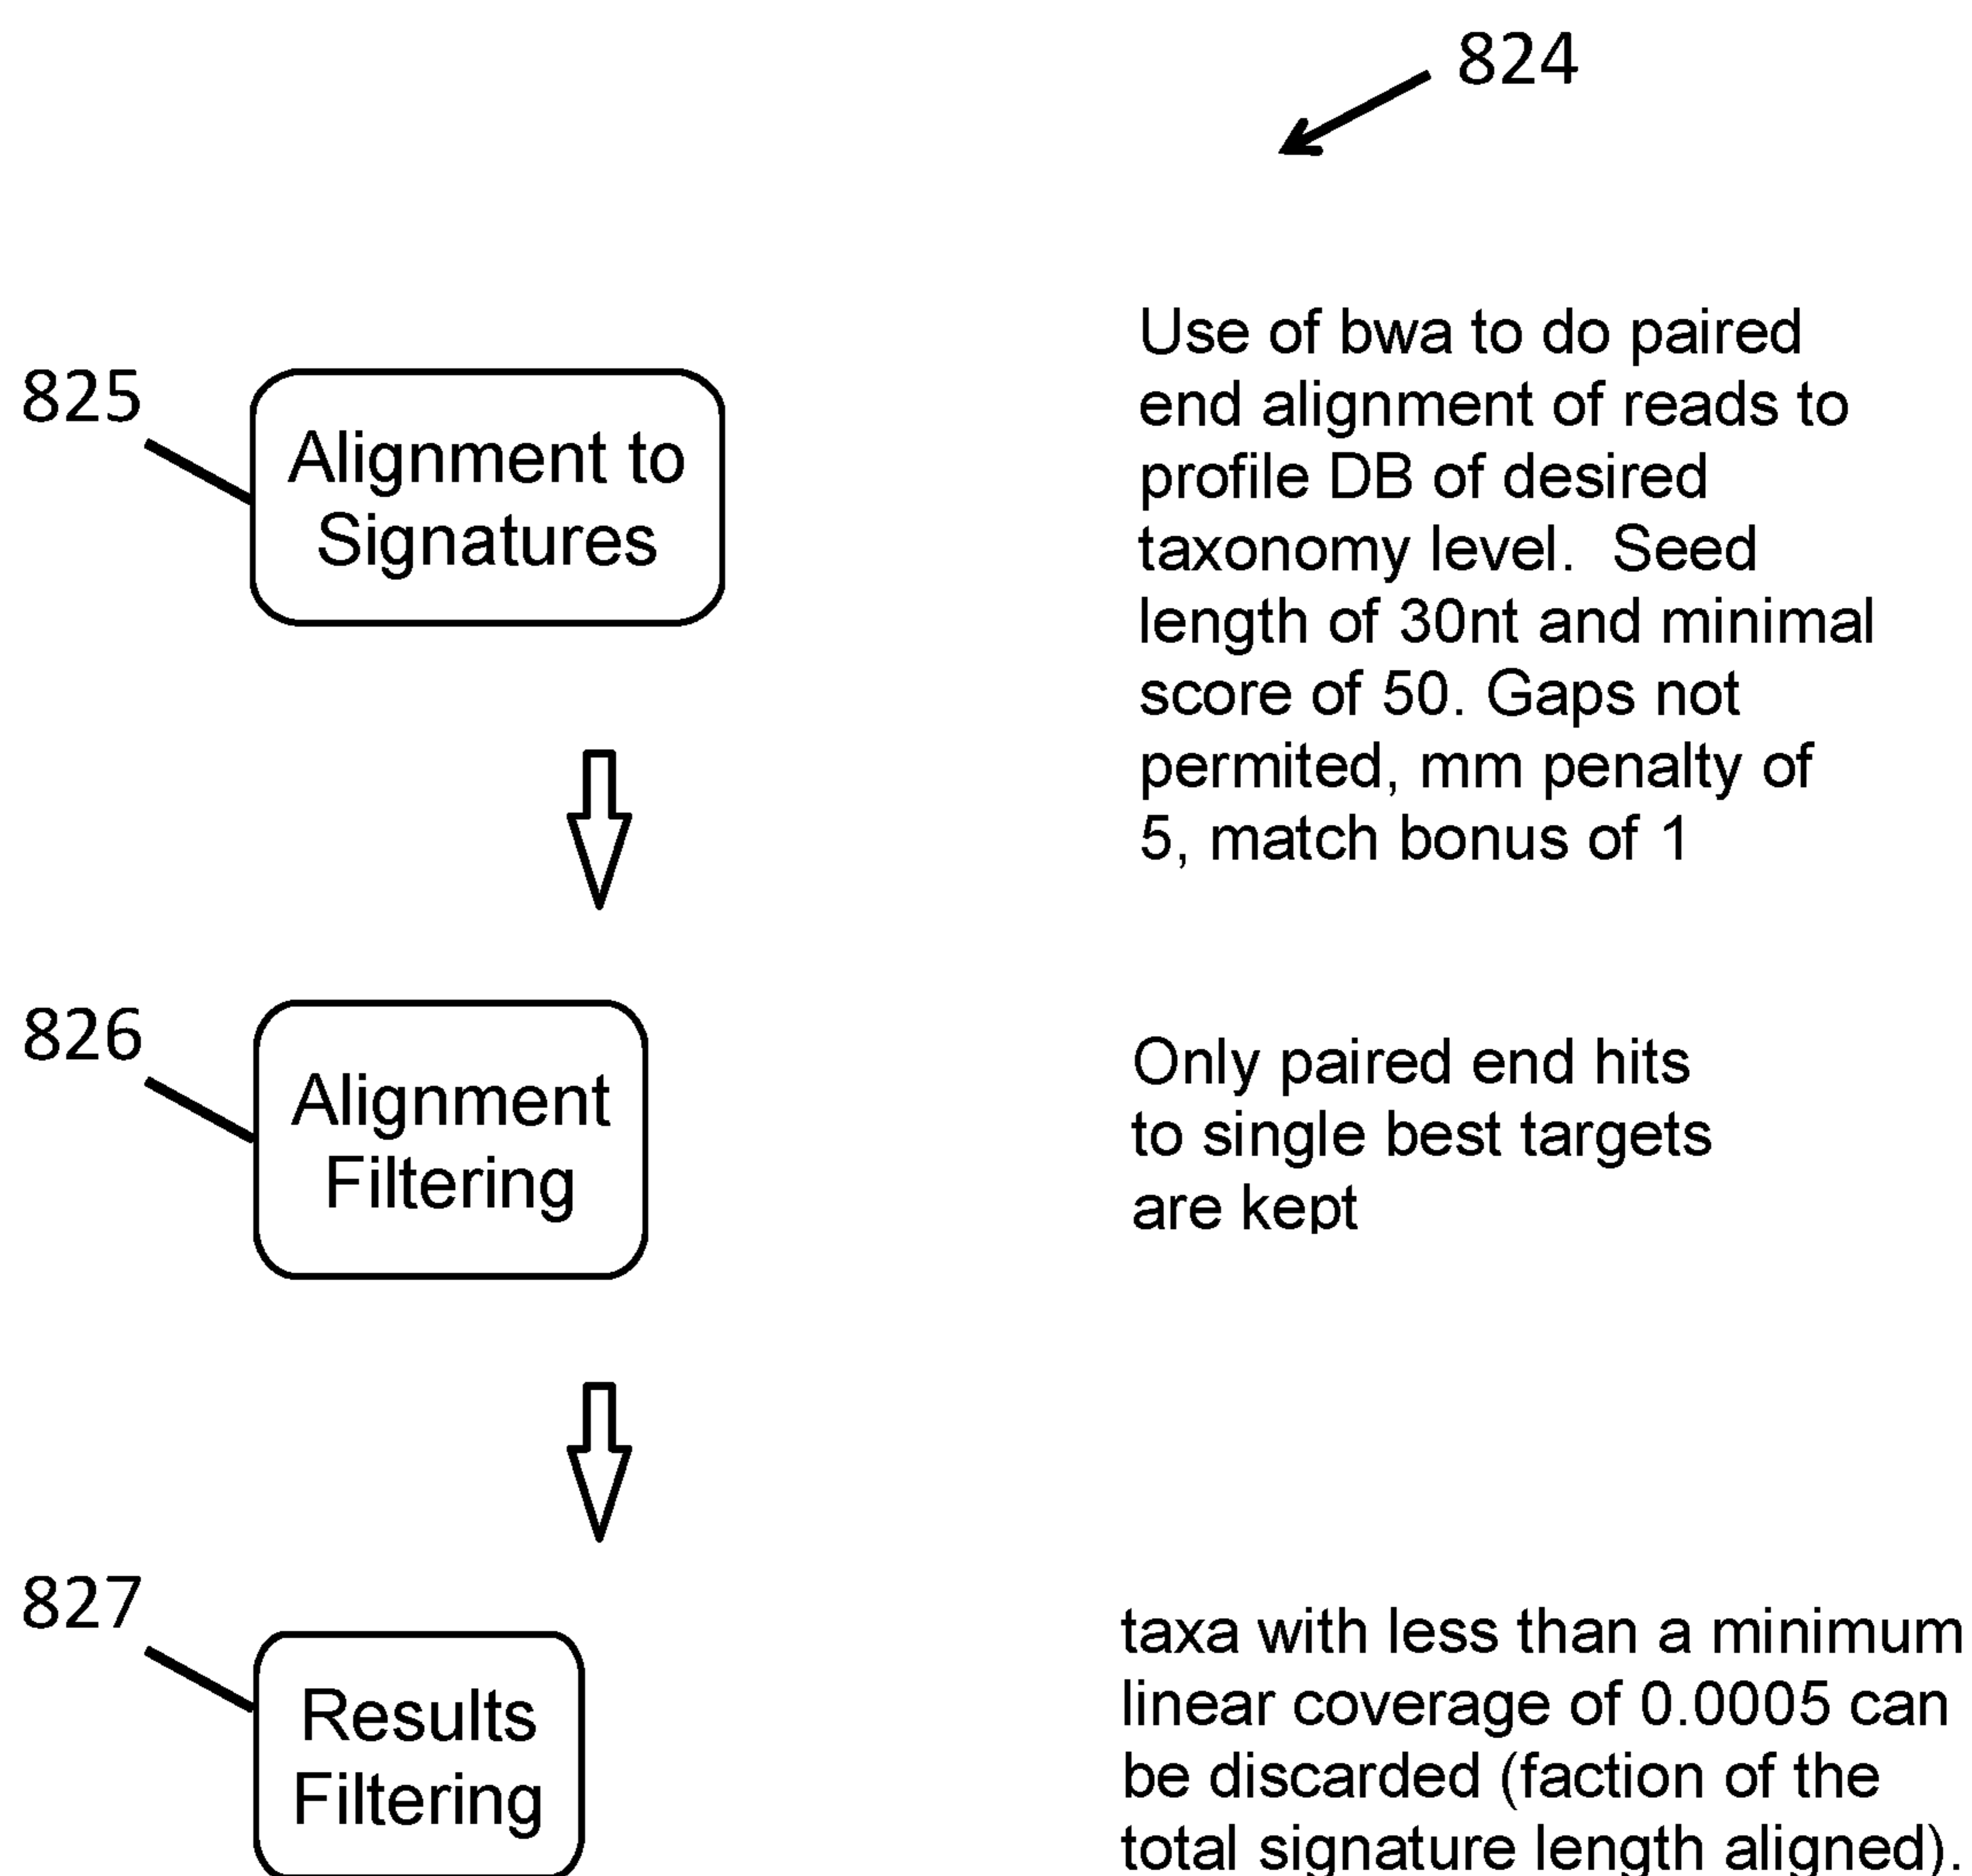 824
825
Alignment to
Signatures
Use of bwa to do paired
end alignment of reads to
profile DB of desired
taxonomy level.  Seed
length of 30nt and minimal
score of 50. Gaps not
permited, mm penalty of
5, match bonus of 1
826
Alignment
Filtering
Only paired end hits
to single best targets
are kept
827
Results
Filtering
taxa with less than a minimum
linear coverage of 0.0005 can
be discarded (faction of the
total signature length aligned).